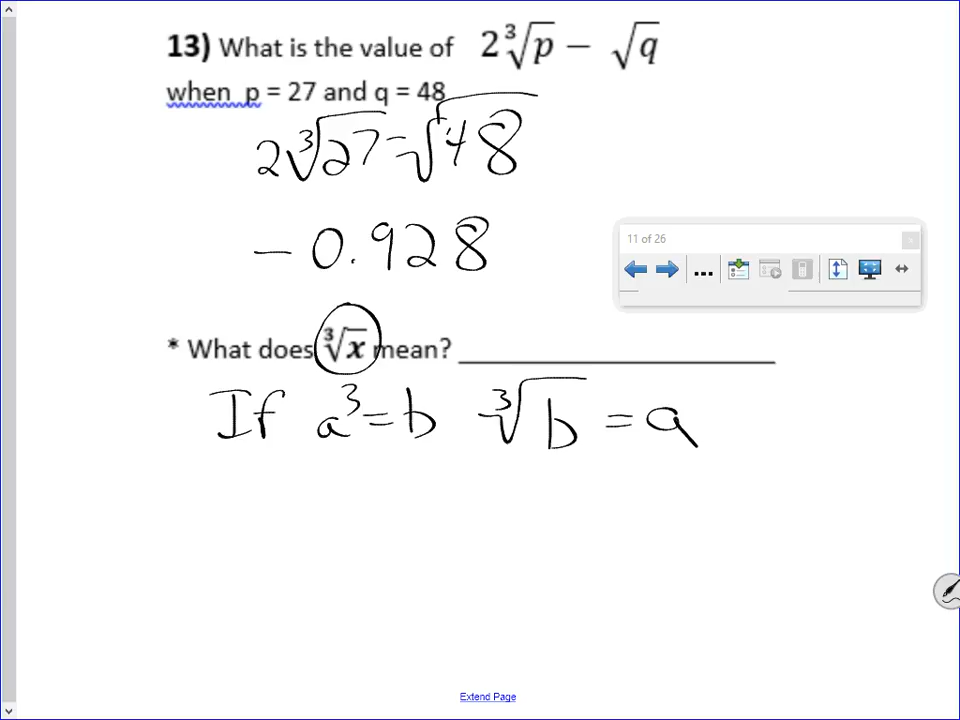 13) What is the value of 2∛p − √q
when p = 27 and q = 48
2∛27 − √48
− 0.928
11 of 26
* What does ∛x mean? ____________________
If a³ = b ∛b = a
Extend Page